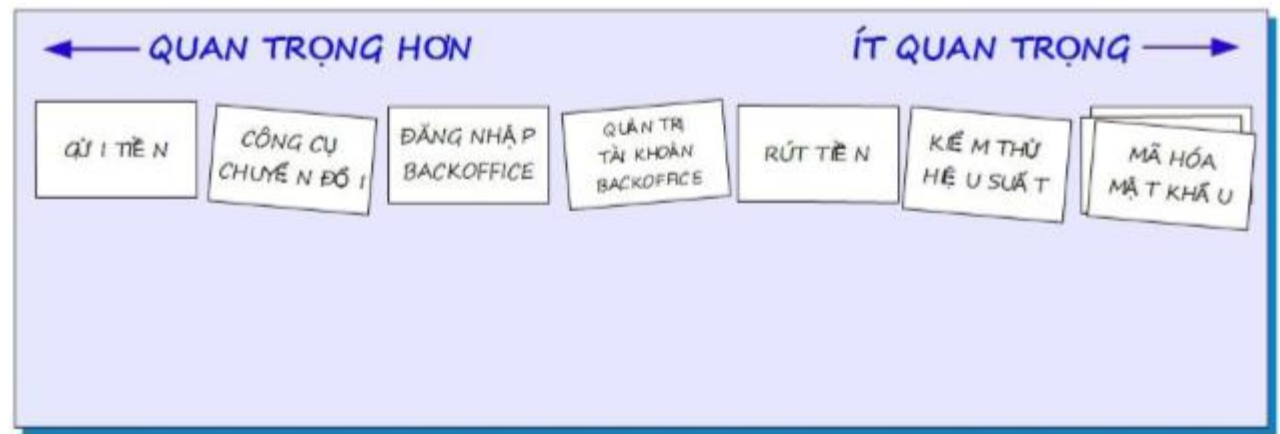 QUAN TRỌNG HƠN
ÍT QUAN TRỌNG
GỬI TIỀN
CÔNG CỤ
CHUYỂN ĐỔI
ĐĂNG NHẬP
BACKOFFICE
QUẢN TRỊ
TÀI KHOẢN
BACKOFFICE
RÚT TIỀN
KIỂM THỬ
HIỆU SUẤT
MÃ HÓA
MẬT KHẨU